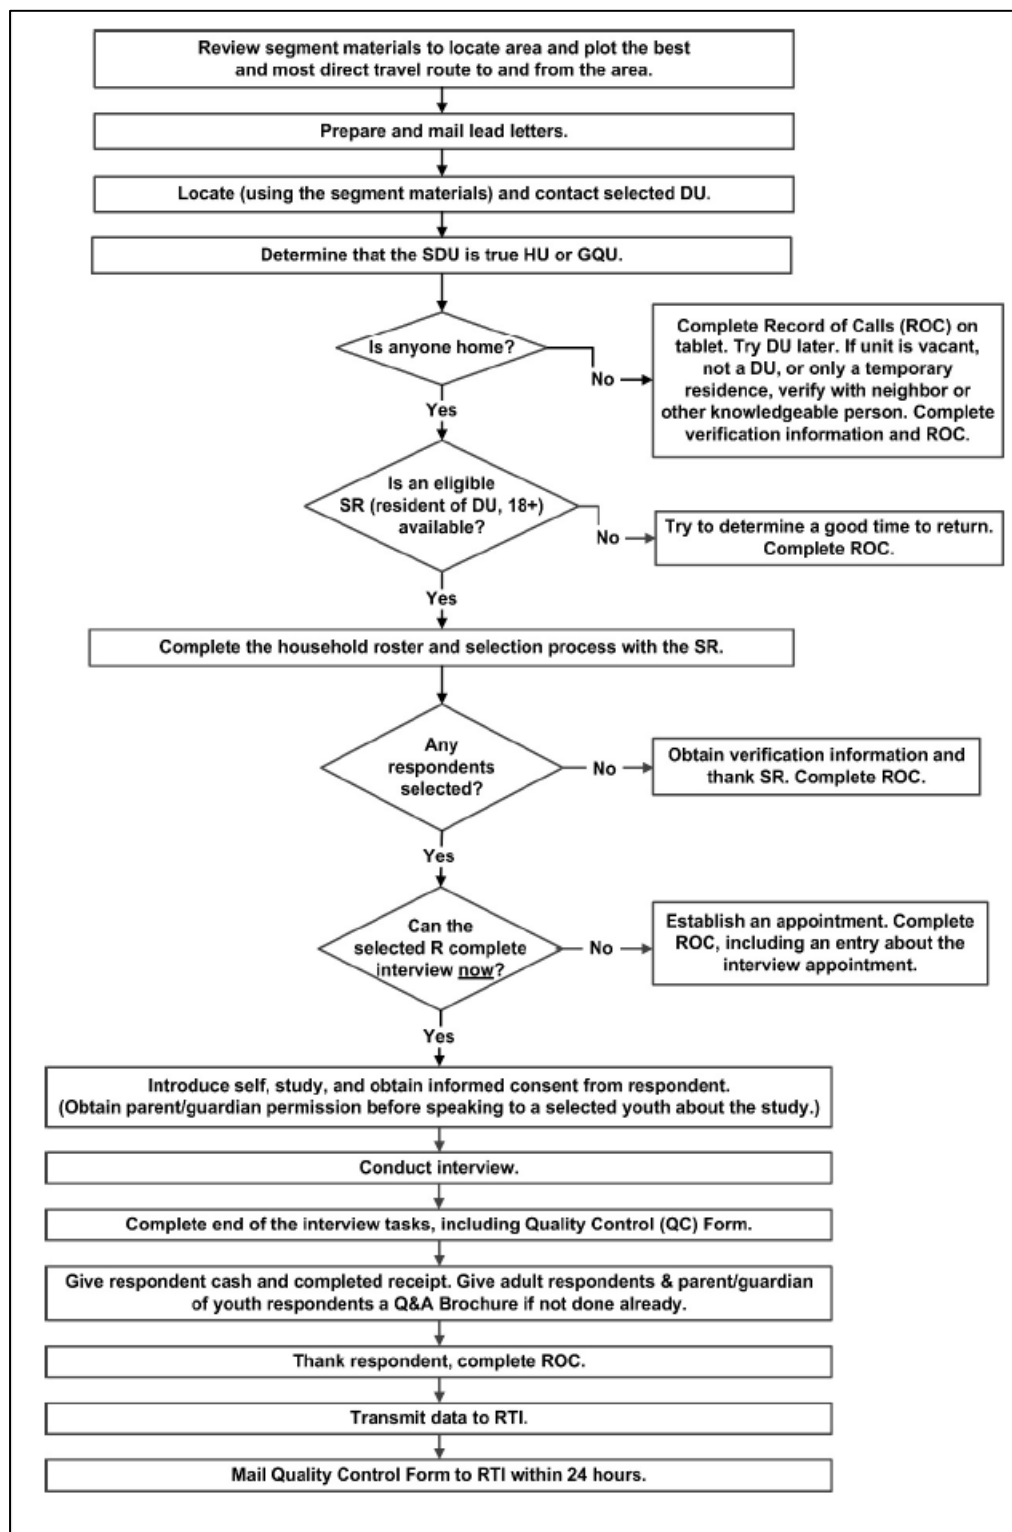 Review segment materials to locate area and plot the best
and most direct travel route to and from the area.
Prepare and mail lead letters.
Locate (using the segment materials) and contact selected DU.
Determine that the SDU is true HU or GQU.
Is anyone home?
No
Complete Record of Calls (ROC) on
tablet. Try DU later. If unit is vacant,
not a DU, or only a temporary
residence, verify with neighbor or
other knowledgeable person. Complete
verification information and ROC.
Yes
Is an eligible
SR (resident of DU, 18+)
available?
No
Try to determine a good time to return.
Complete ROC.
Yes
Complete the household roster and selection process with the SR.
Any
respondents
selected?
No
Obtain verification information and
thank SR. Complete ROC.
Yes
Can the
selected R complete
interview now?
No
Establish an appointment. Complete
ROC, including an entry about the
interview appointment.
Yes
Introduce self, study, and obtain informed consent from respondent.
(Obtain parent/guardian permission before speaking to a selected youth about the study.)
Conduct interview.
Complete end of the interview tasks, including Quality Control (QC) Form.
Give respondent cash and completed receipt. Give adult respondents & parent/guardian
of youth respondents a Q&A Brochure if not done already.
Thank respondent, complete ROC.
Transmit data to RTI.
Mail Quality Control Form to RTI within 24 hours.